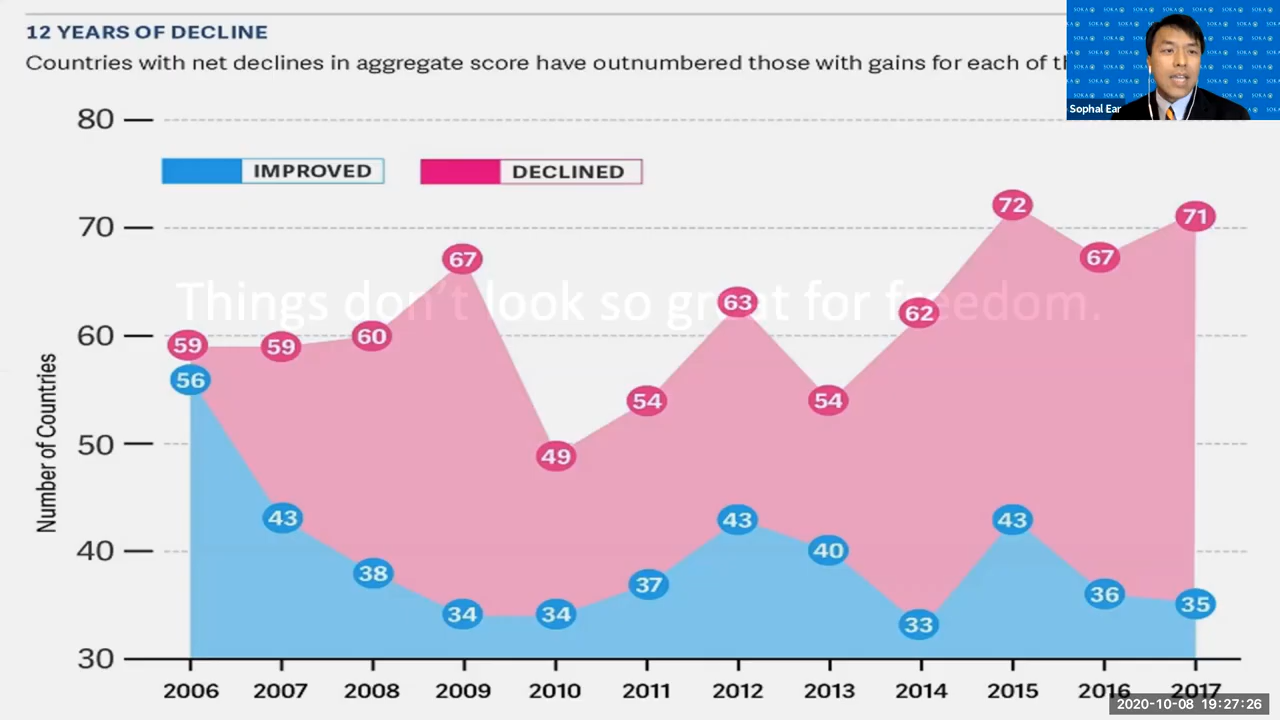 12 YEARS OF DECLINE
Countries with net declines in aggregate score have outnumbered those with gains for each of
Sophal Ear
80
IMPROVED
DECLINED
70
60
50
40
30
Number of Countries
Things don't look so great for freedom.
59 59 60 67 49 54 63 54 62 72 67 71
56 43 38 34 34 37 43 40 33 43 36 35
2006 2007 2008 2009 2010 2011 2012 2013 2014 2015 2016 2017
2020-10-08 19:27:26
SOKA